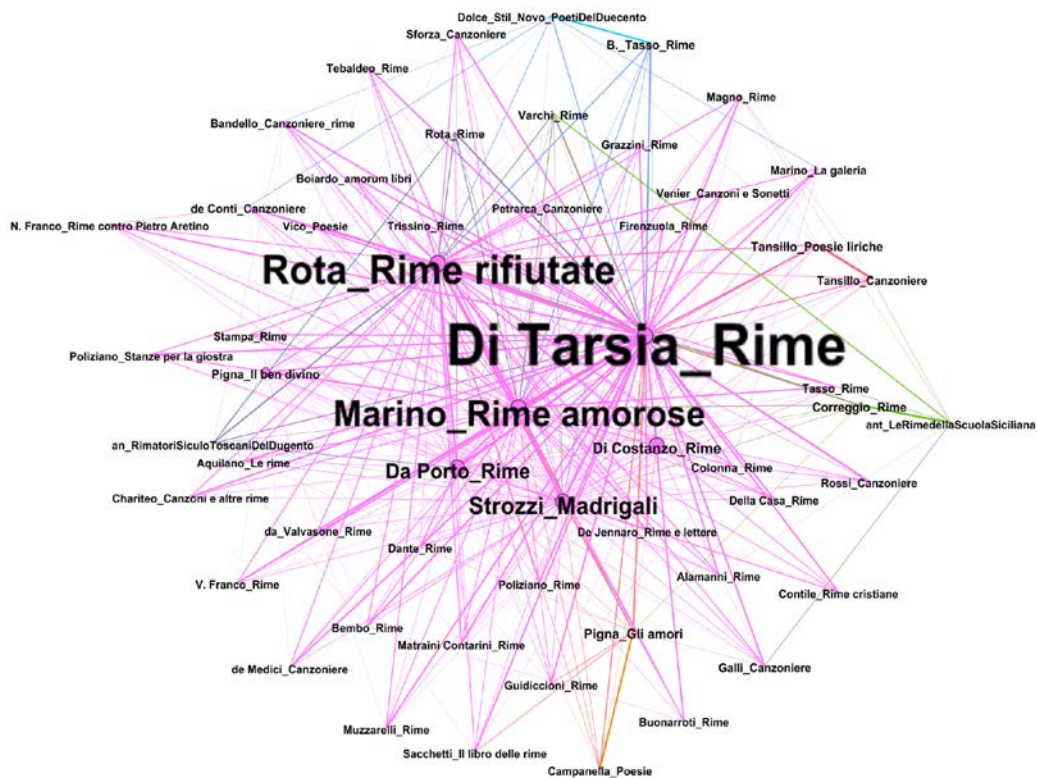 Dolce_Stil_Novo_PoetiDelDuecento
Sforza_Canzoniere
B._Tasso_Rime
Tebaldeo_Rime
Magno_Rime
Bandello_Canzoniere_rime
Varchi_Rime
Rota_Rime
Grazzini_Rime
Boiardo_amorum libri
Marino_La galeria
Venier_Canzoni e Sonetti
de Conti_Canzoniere
Petrarca_Canzoniere
N. Franco_Rime contro Pietro Aretino
Vico_Poesie
Trissino_Rime
Firenzuola_Rime
Tansillo_Poesie liriche
Rota_Rime rifiutate
Tansillo_Canzoniere
Stampa_Rime
Di Tarsia_Rime
Poliziano_Stanze per la giostra
Pigna_Il ben divino
Tasso_Rime
Marino_Rime amorose
Correggio_Rime
ant_LeRimedellaScuolaSiciliana
an_RimatoriSiculoToscaniDelDugento
Di Costanzo_Rime
Aquilano_Le rime
Da Porto_Rime
Colonna_Rime
Rossi_Canzoniere
Chariteo_Canzoni e altre rime
Strozzi_Madrigali
Della Casa_Rime
da_Valvasone_Rime
De Jennaro_Rime e lettere
Dante_Rime
V. Franco_Rime
Poliziano_Rime
Alamanni_Rime
Contile_Rime cristiane
Bembo_Rime
Pigna_Gli amori
Matraini Contarini_Rime
de Medici_Canzoniere
Galli_Canzoniere
Guidiccioni_Rime
Muzzarelli_Rime
Buonarroti_Rime
Sacchetti_Il libro delle rime
Campanella_Poesie